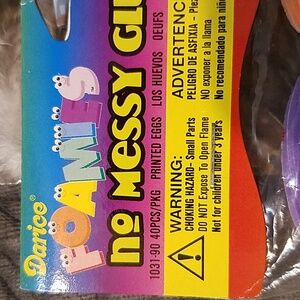 Darice®
FOAMIES
no MESSY GLU
1031-90 40PCS/PKG PRINTED EGGS LOS HUEVOS OEUFS
WARNING:
CHOKING HAZARD- Small Parts
DO NOT Expose To Open Flame
Not for children under 3 years
ADVERTENC
PELIGRO DE ASFIXIA - Pie
NO exponer a la llama
No recomendado para niñ